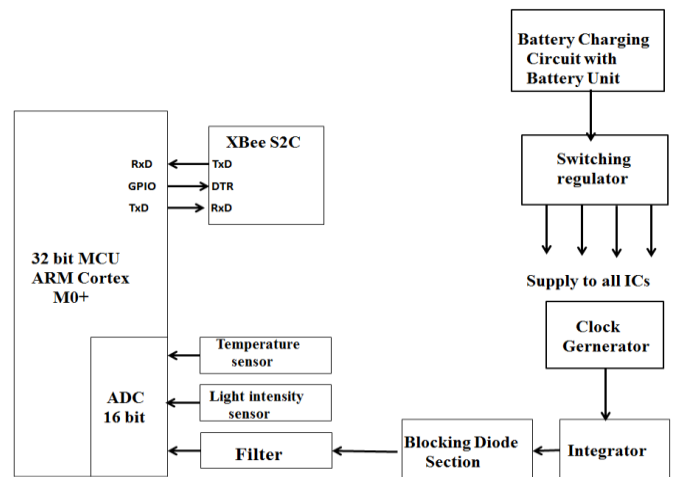 Battery Charging
Circuit with
Battery Unit
XBee S2C
RxD
TxD
GPIO
DTR
TxD
RxD
Switching
regulator
32 bit MCU
ARM Cortex
M0+
Supply to all ICs
Clock
Gernerator
Temperature
sensor
ADC
16 bit
Light intensity
sensor
Filter
Blocking Diode
Section
Integrator